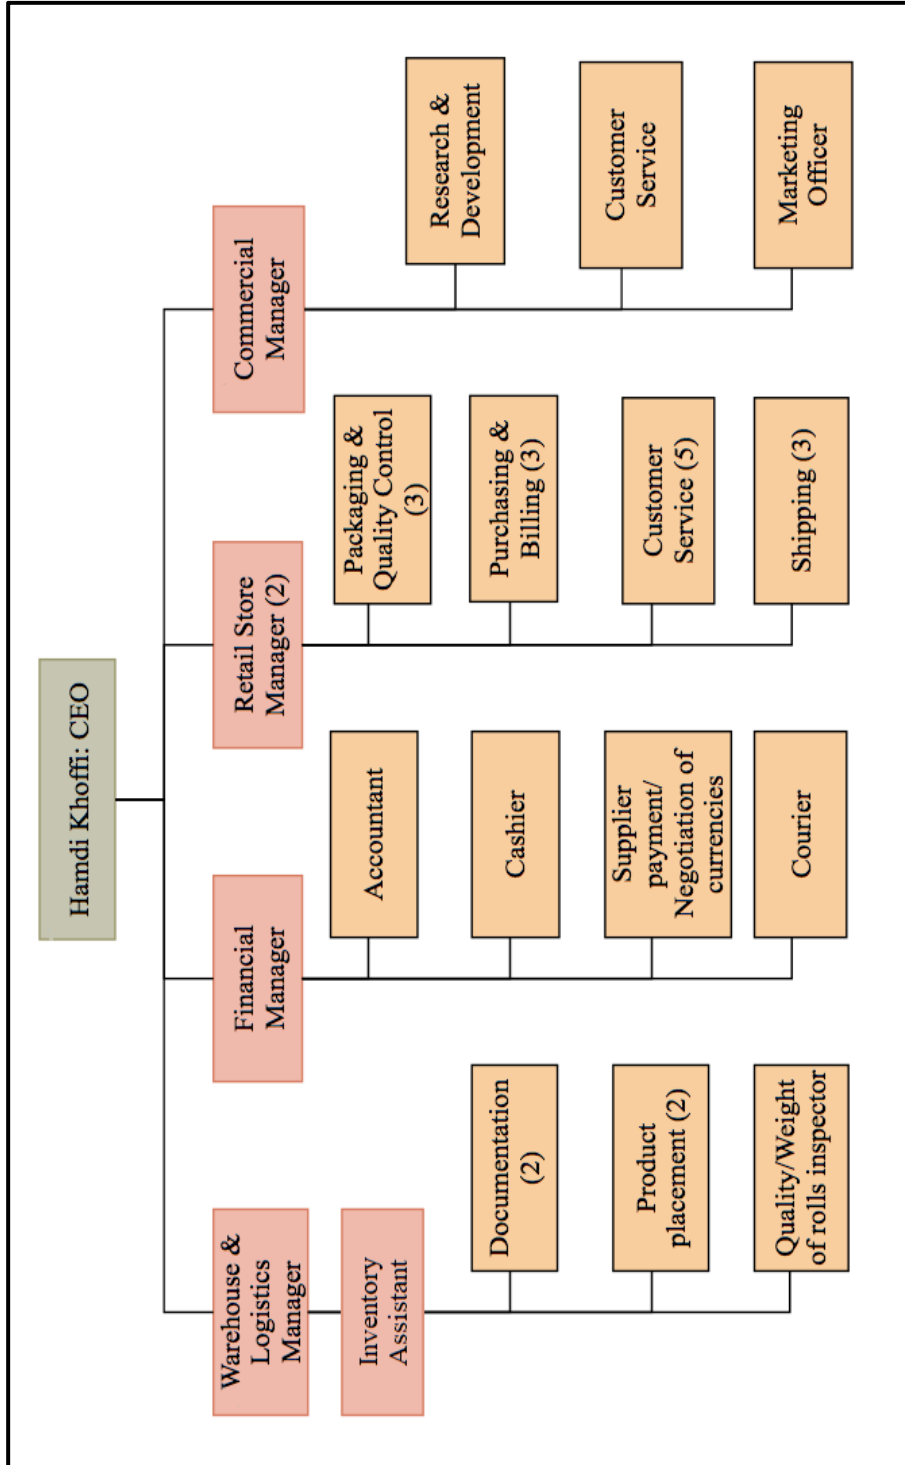 Hamdi Khoffi: CEO
Warehouse &
Logistics
Manager
Inventory
Assistant
Documentation
(2)
Product
placement (2)
Quality/Weight
of rolls inspector
Financial
Manager
Accountant
Cashier
Supplier
payment/
Negotiation of
currencies
Courier
Retail Store
Manager (2)
Packaging &
Quality Control
(3)
Purchasing &
Billing (3)
Customer
Service (5)
Shipping (3)
Commercial
Manager
Research &
Development
Customer
Service
Marketing
Officer